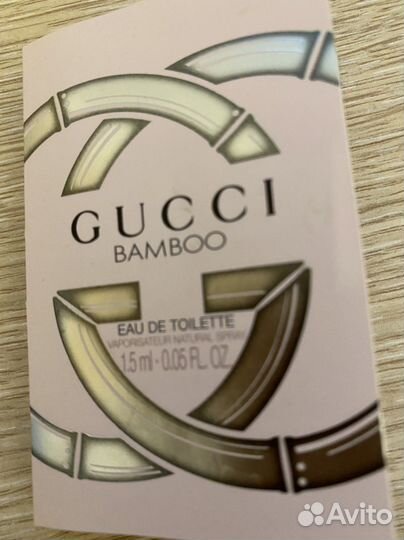 GUCCI
BAMBOO
EAU DE TOILETTE
VAPORISATEUR NATURAL SPRAY
1.5 ml - 0.05 FL. OZ.
Avito